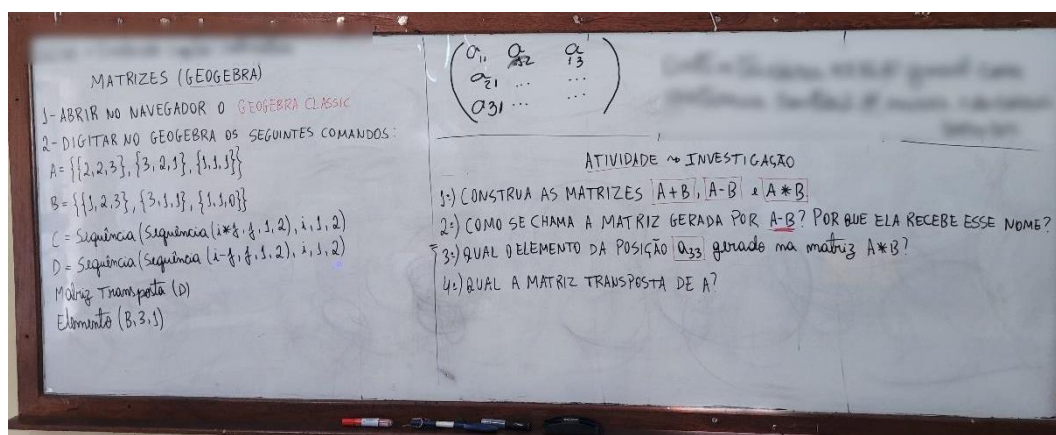 MATRIZES (GEOGEBRA)
1- ABRIR NO NAVEGADOR O GEOGEBRA CLASSIC
2- DIGITAR NO GEOGEBRA OS SEGUINTES COMANDOS:
A = {{2,2,3}, {3,2,1}, {1,1,1}}
B = {{1,2,3}, {3,1,1}, {1,1,0}}
C = Sequência (Sequência (i*j, j, 1, 2), i, 1, 2)
D = Sequência (Sequência (i-j, j, 1, 2), i, 1, 2)
Matriz Transposta (D)
Elemento (B, 3, 1)
a11 a12 a13
a21 ... ...
a31 ... ...
ATIVIDADE ~> INVESTIGAÇÃO
1º) CONSTRUA AS MATRIZES A+B, A-B e A*B
2º) COMO SE CHAMA A MATRIZ GERADA POR A-B? POR QUE ELA RECEBE ESSE NOME?
3º) QUAL O ELEMENTO DA POSIÇÃO a33 gerado na matriz A*B?
4º) QUAL A MATRIZ TRANSPOSTA DE A?